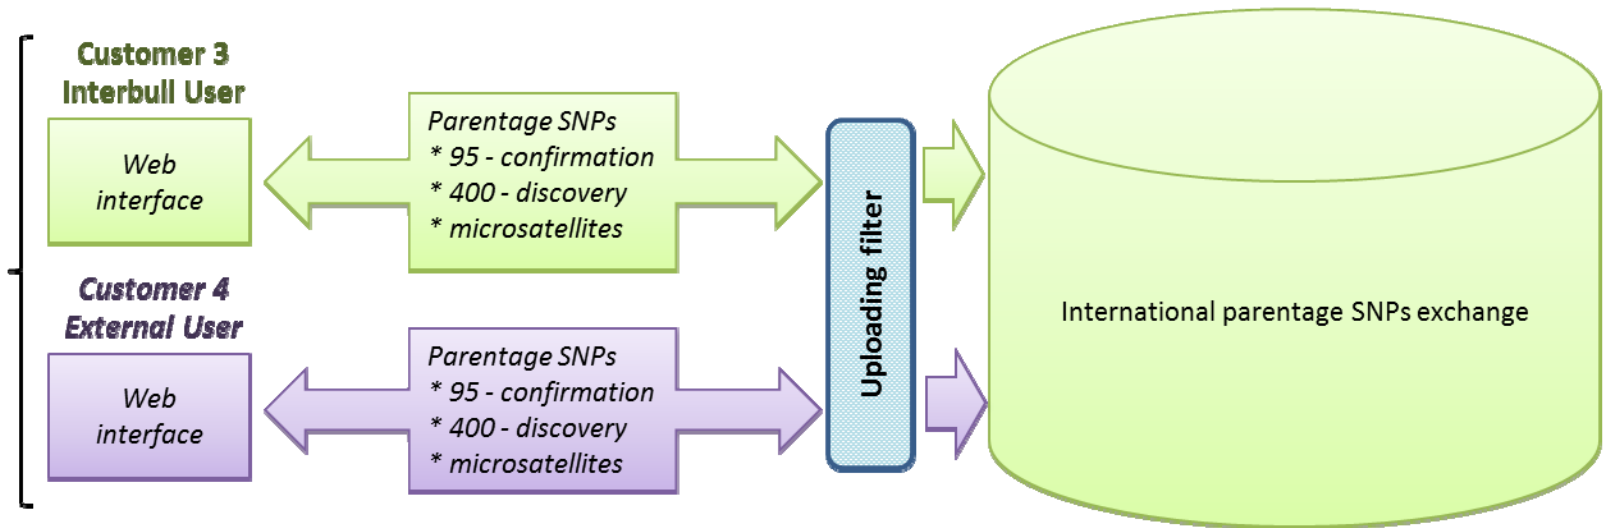 Customer 3
Interbull User
Web
interface
Parentage SNPs
* 95 - confirmation
* 400 - discovery
* microsatellites
Customer 4
External User
Web
interface
Parentage SNPs
* 95 - confirmation
* 400 - discovery
* microsatellites
Uploading filter
International parentage SNPs exchange